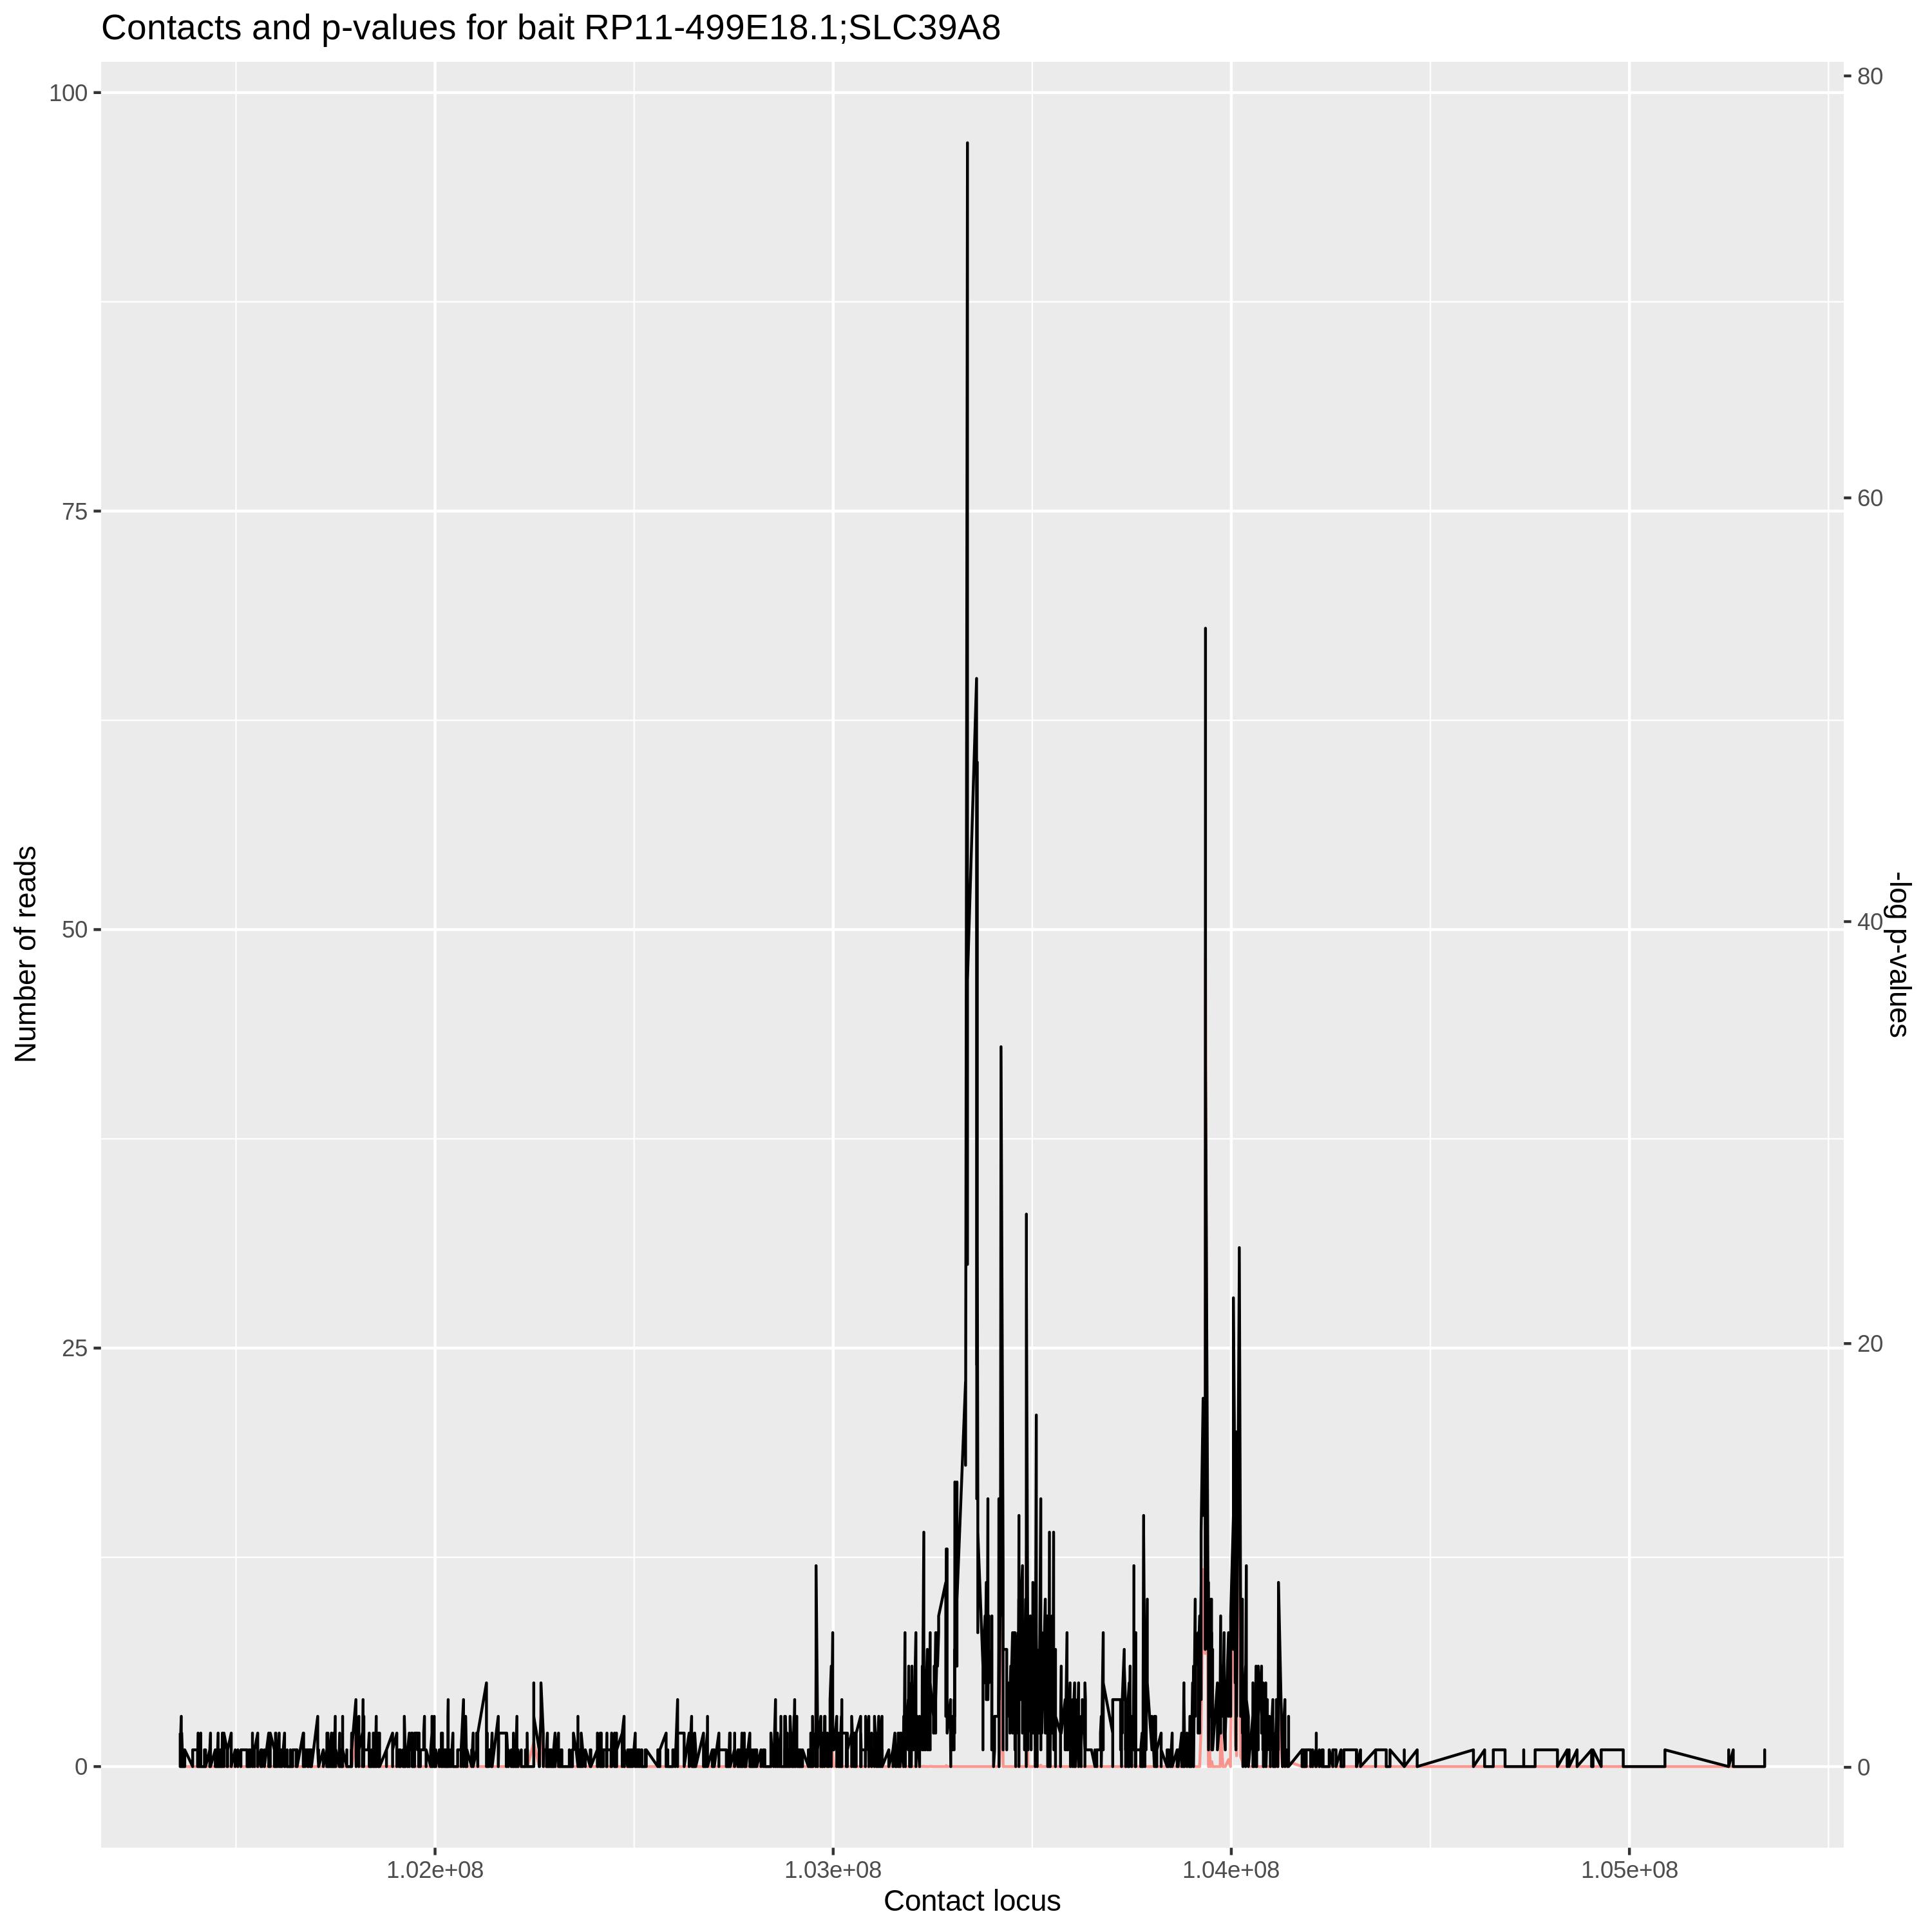 Contacts and p-values for bait RP11-499E18.1;SLC39A8
100
75
50
25
0
Number of reads
80
60
40
20
0
-log p-values
1.02e+08 1.03e+08 1.04e+08 1.05e+08
Contact locus